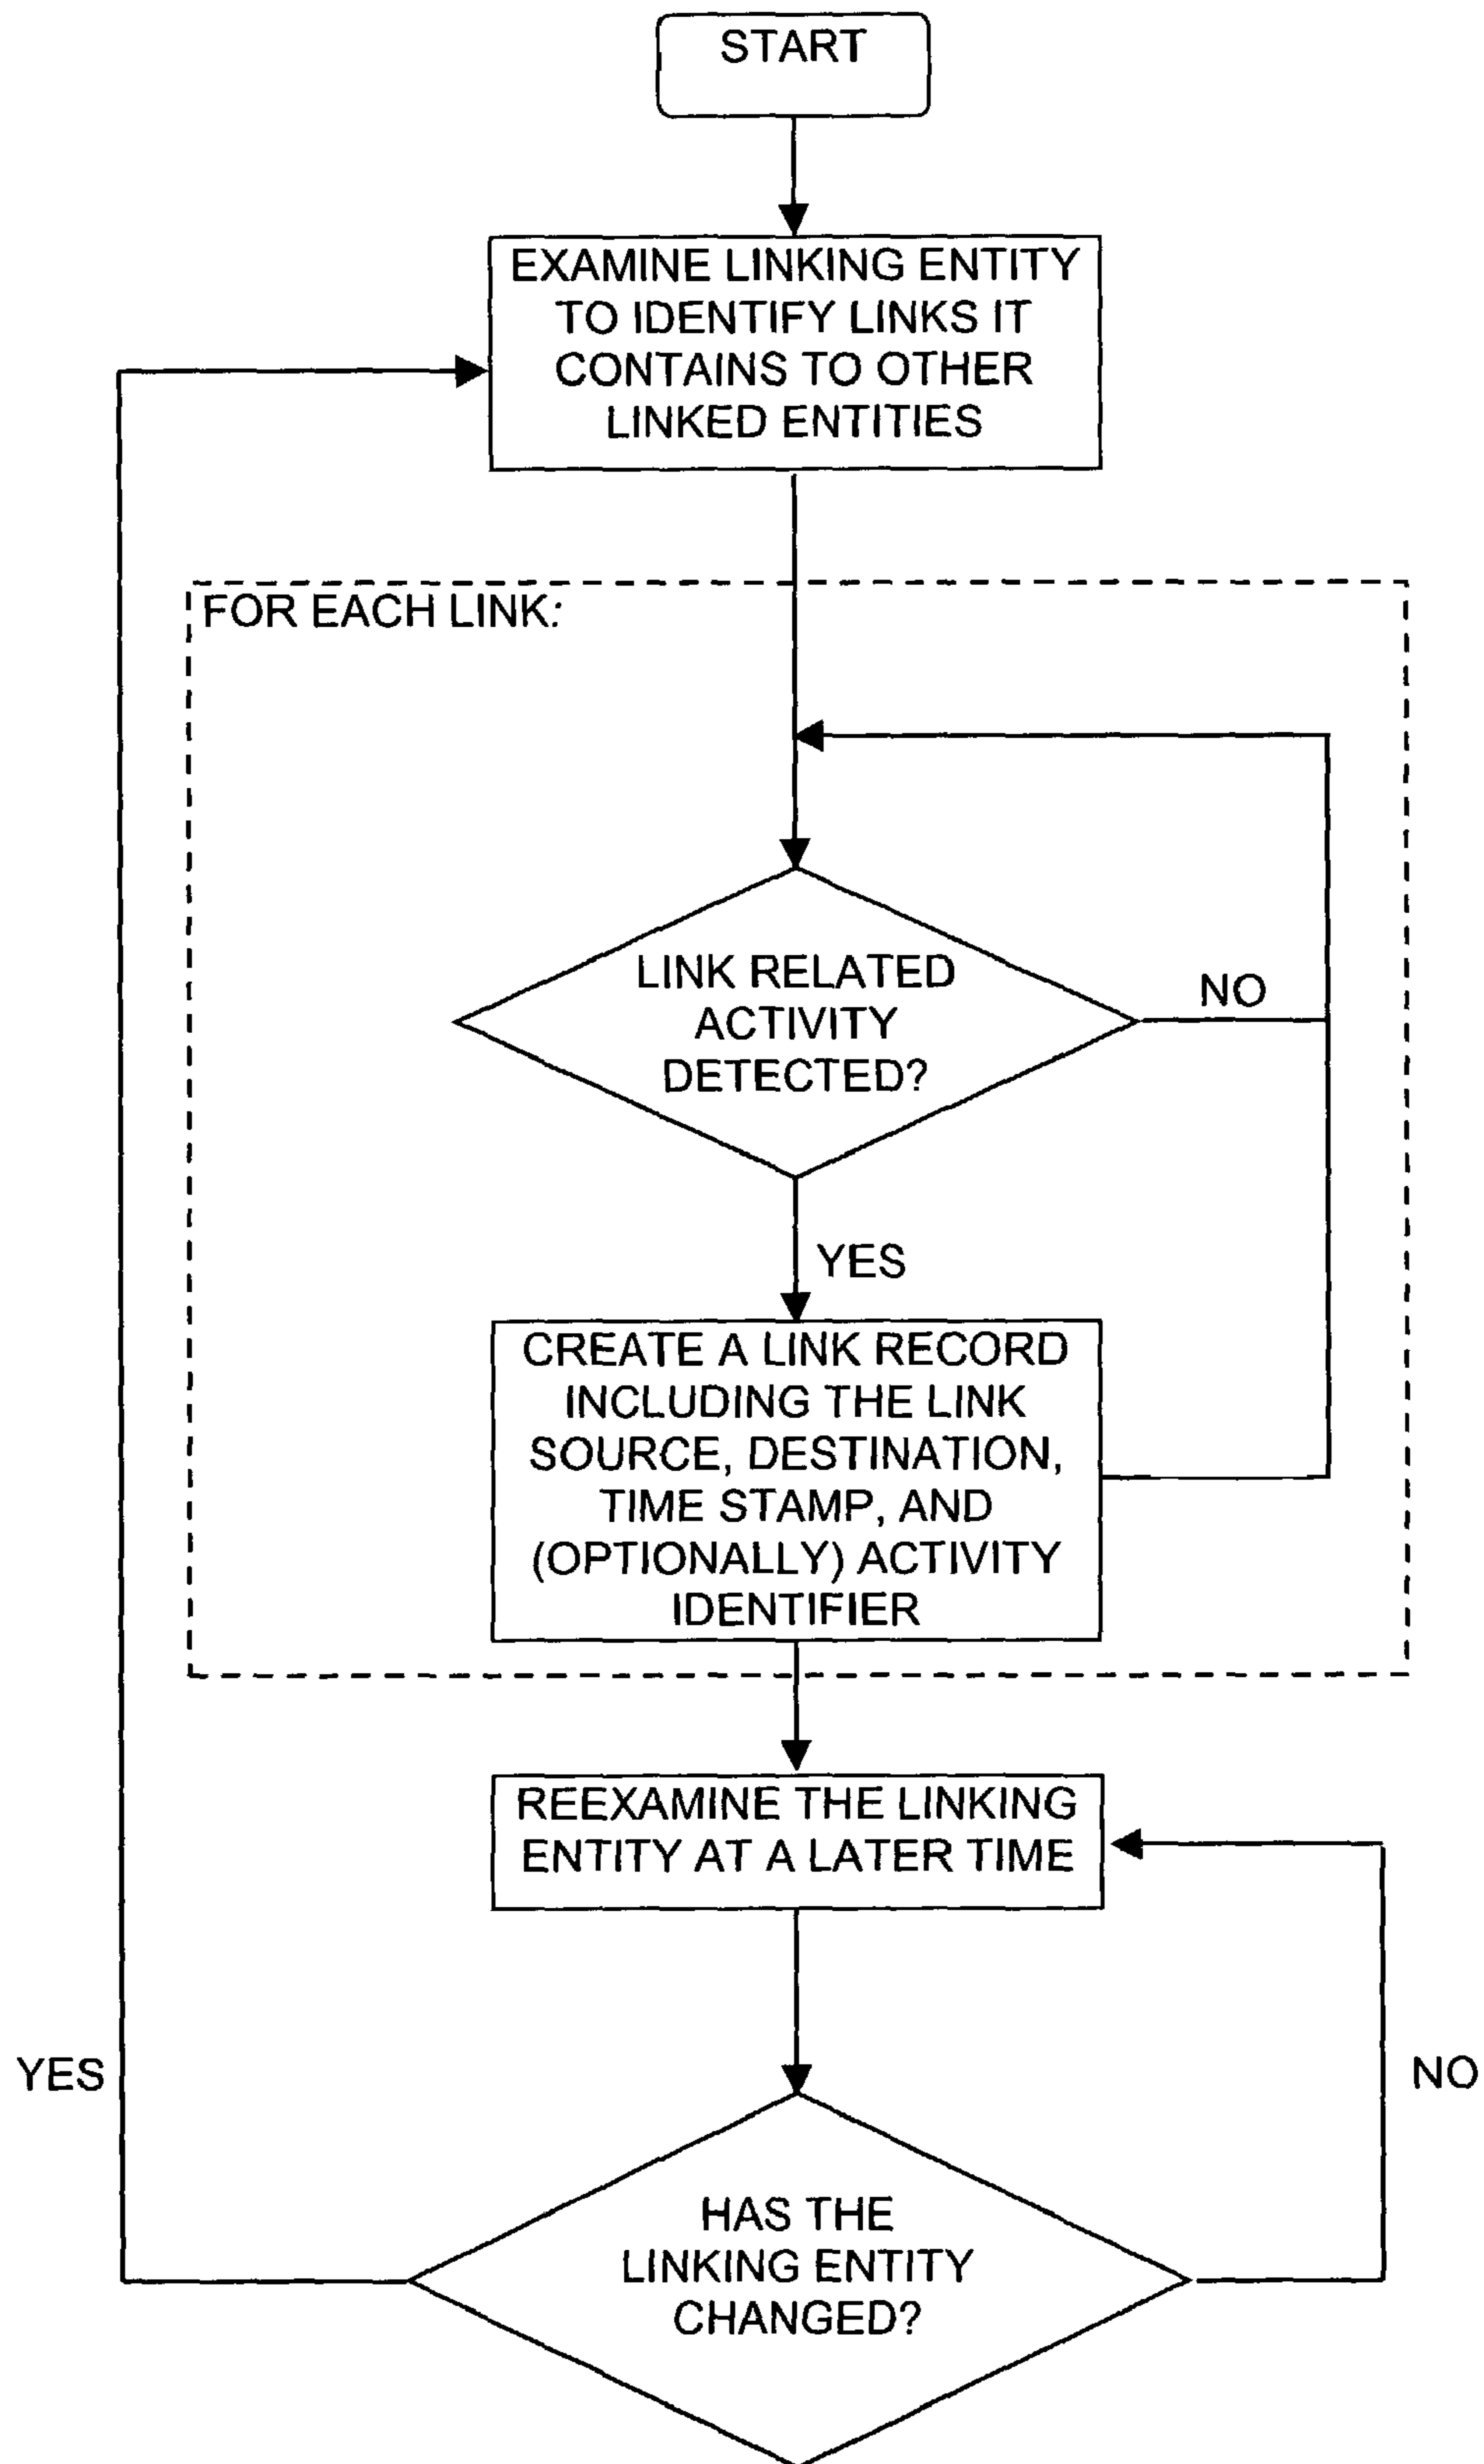 START
EXAMINE LINKING ENTITY
TO IDENTIFY LINKS IT
CONTAINS TO OTHER
LINKED ENTITIES
FOR EACH LINK:
LINK RELATED
ACTIVITY
DETECTED?
NO
YES
CREATE A LINK RECORD
INCLUDING THE LINK
SOURCE, DESTINATION,
TIME STAMP, AND
(OPTIONALLY) ACTIVITY
IDENTIFIER
REEXAMINE THE LINKING
ENTITY AT A LATER TIME
YES
NO
HAS THE
LINKING ENTITY
CHANGED?